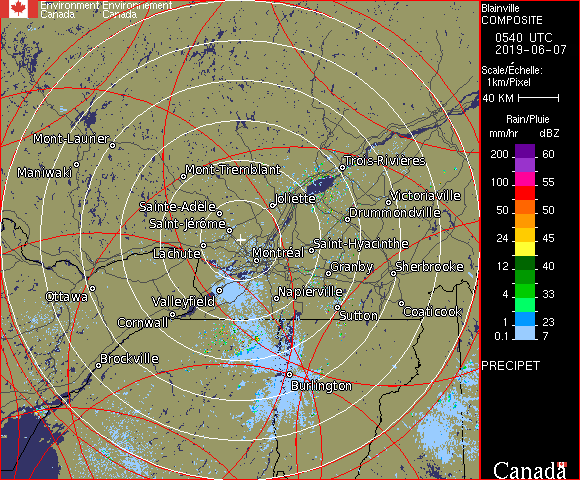 Environment Environnement
Canada Canada
Blainville
COMPOSITE
0540 UTC
2019-06-07
Scale/Échelle:
1km/Pixel
40 KM
Rain/Pluie
mm/hr dBZ
200 60
100 55
50 50
24 45
12 40
4 33
1 23
0.1 7
PRECIPET
Mont-Laurier
Maniwaki
Mont-Tremblant
Trois-Rivières
Joliette
Victoriaville
Sainte-Adèle
Drummondville
Saint-Jérôme
Lachute
Montréal
Saint-Hyacinthe
Granby
Sherbrooke
Ottawa
Valleyfield
Napierville
Cornwall
Sutton
Coaticook
Brockville
Burlington
Canada